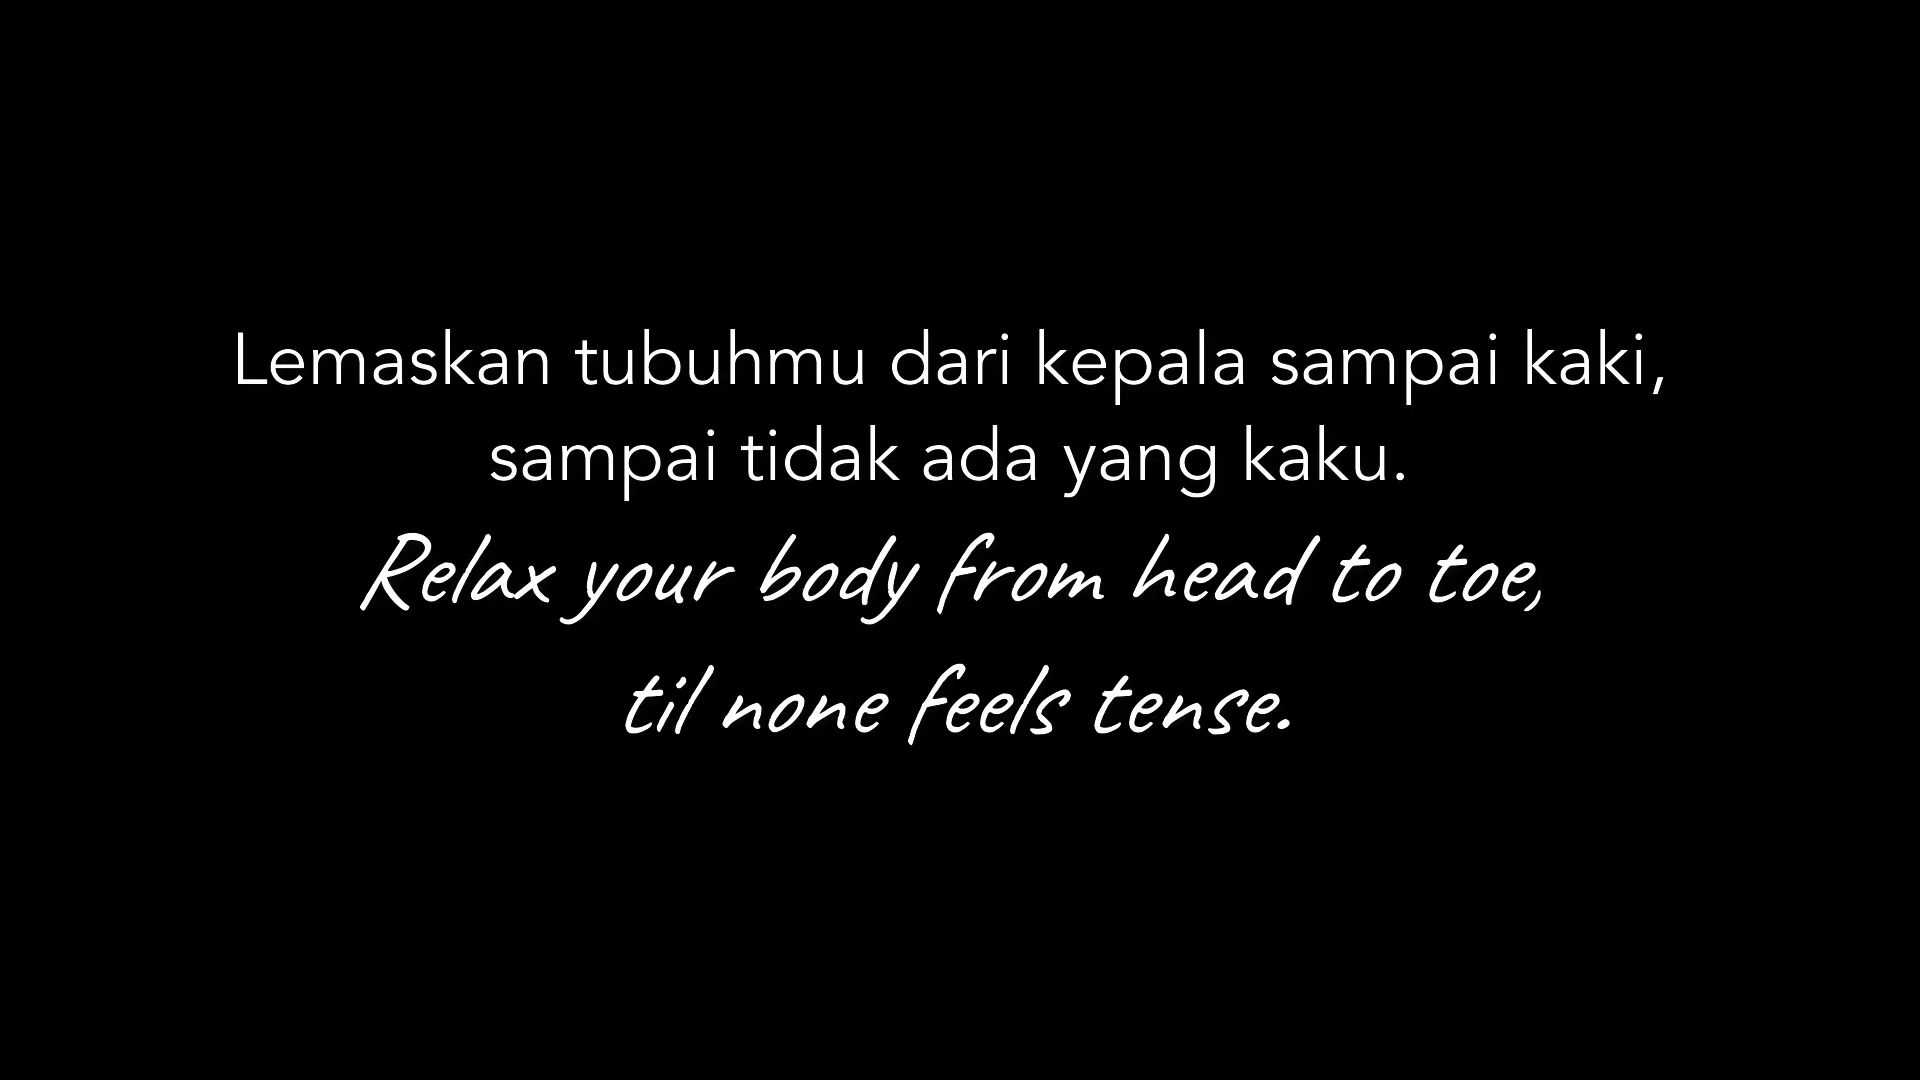 Lemaskan tubuhmu dari kepala sampai kaki,
sampai tidak ada yang kaku.
Relax your body from head to toe,
til none feels tense.